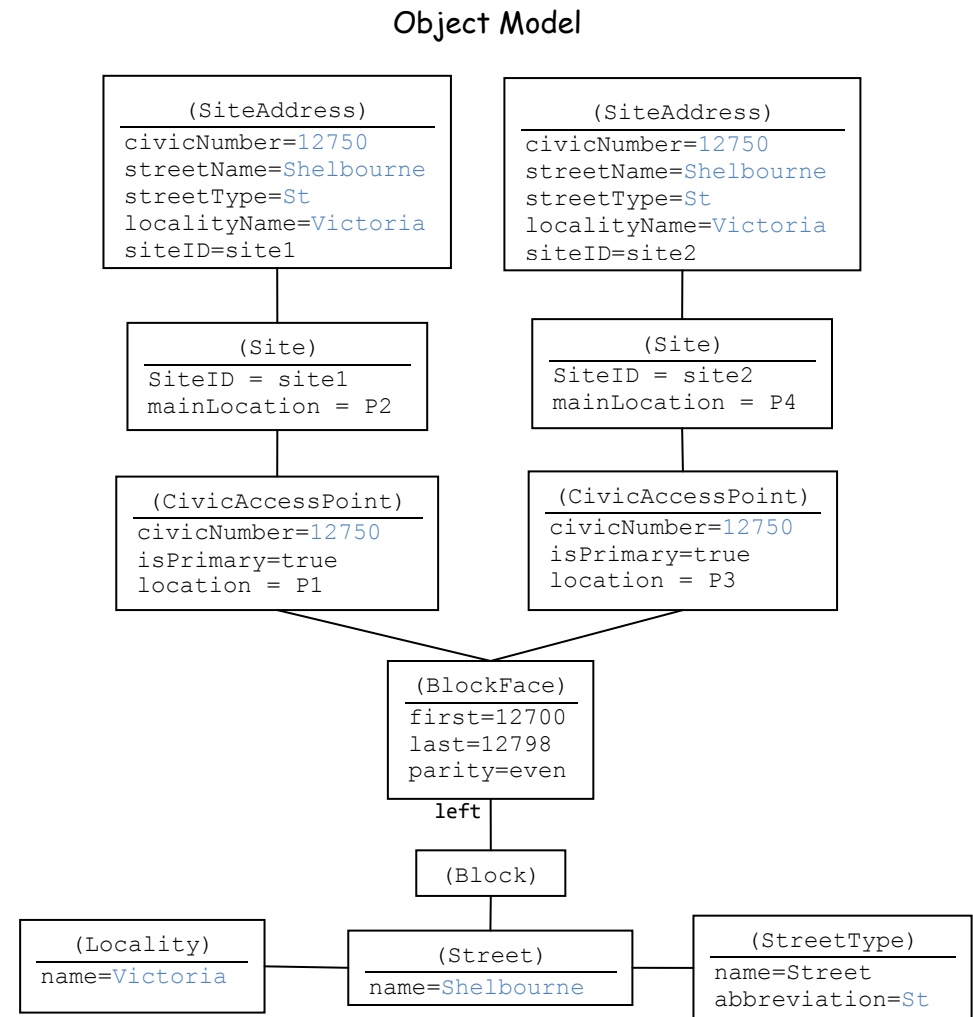 Object Model
(SiteAddress)
civicNumber=12750
streetName=Shelbourne
streetType=St
localityName=Victoria
siteID=site1
(SiteAddress)
civicNumber=12750
streetName=Shelbourne
streetType=St
localityName=Victoria
siteID=site2
(Site)
SiteID = site1
mainLocation = P2
(Site)
SiteID = site2
mainLocation = P4
(CivicAccessPoint)
civicNumber=12750
isPrimary=true
location = P1
(CivicAccessPoint)
civicNumber=12750
isPrimary=true
location = P3
(BlockFace)
first=12700
last=12798
parity=even
left
(Block)
(Locality)
name=Victoria
(Street)
name=Shelbourne
(StreetType)
name=Street
abbreviation=St